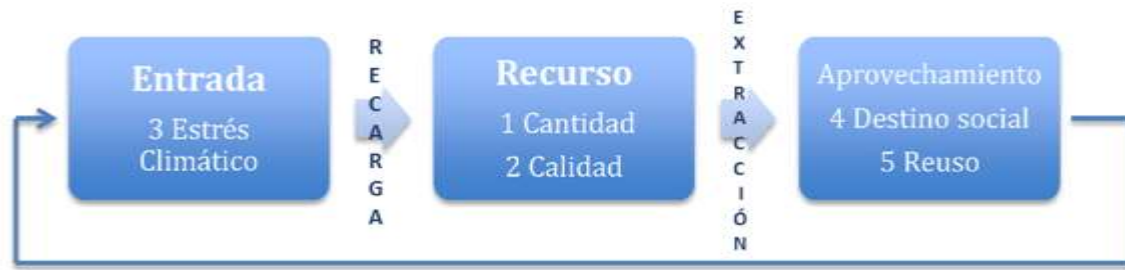 Entrada
3 Estrés
Climático
RECARGA
Recurso
1 Cantidad
2 Calidad
EXTRACCIÓN
Aprovechamiento
4 Destino social
5 Reuso